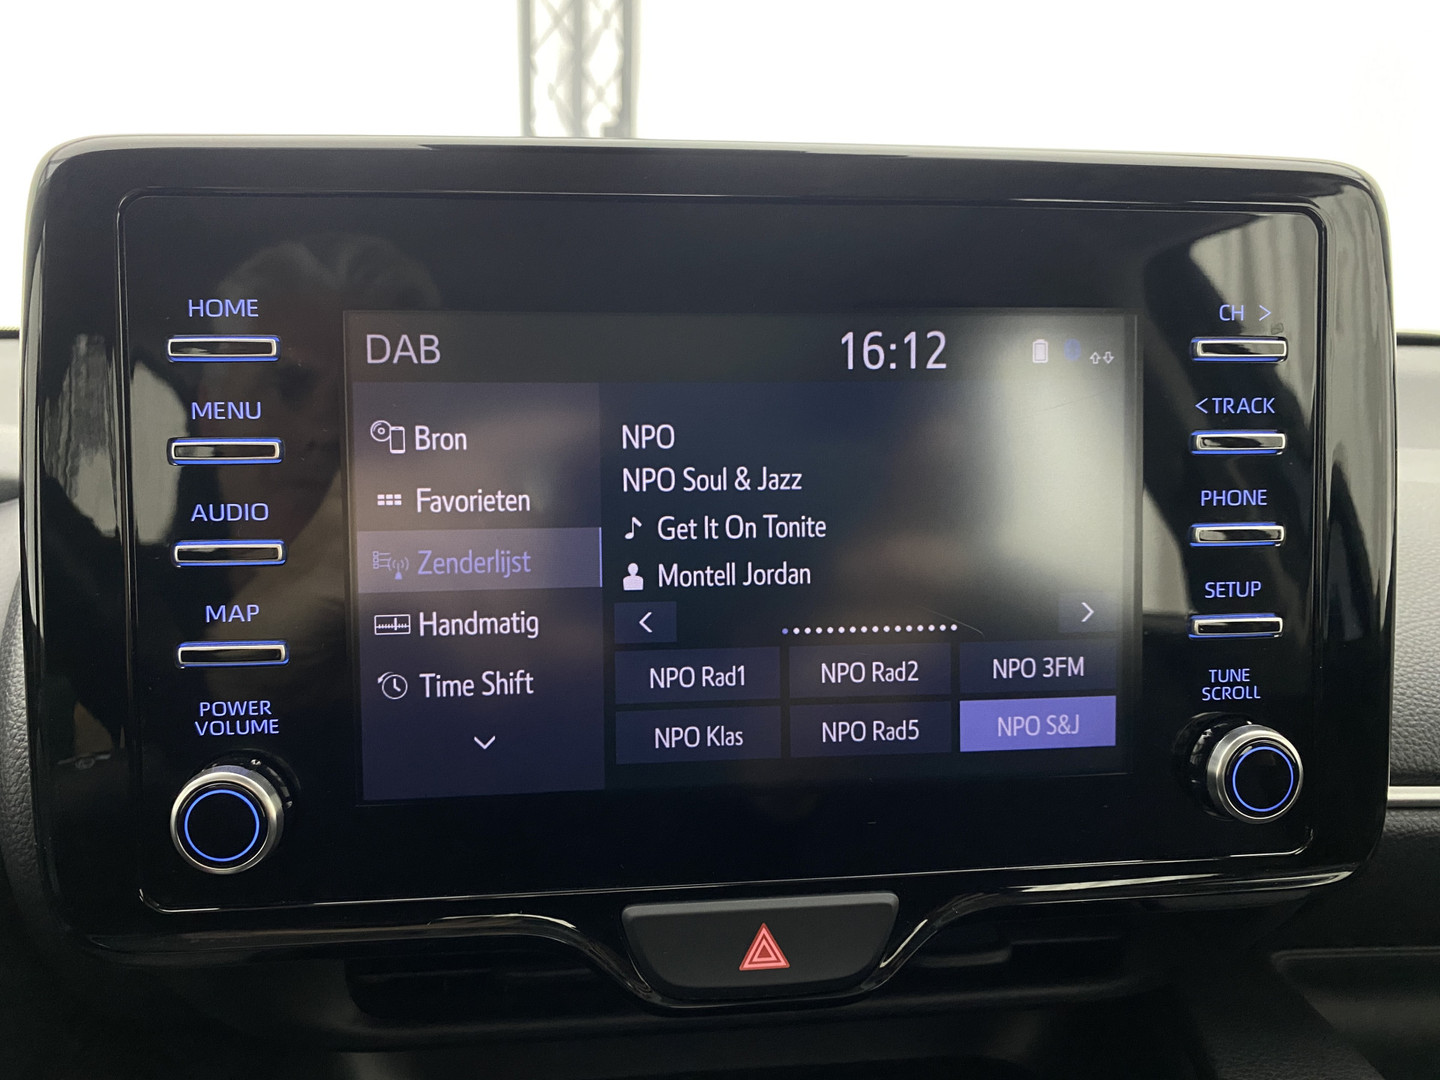 HOME
MENU
AUDIO
MAP
POWER
VOLUME
DAB
16:12
Bron
Favorieten
Zenderlijst
Handmatig
Time Shift
NPO
NPO Soul & Jazz
Get It On Tonite
Montell Jordan
NPO Rad1
NPO Rad2
NPO 3FM
NPO Klas
NPO Rad5
NPO S&J
CH >
< TRACK
PHONE
SETUP
TUNE
SCROLL